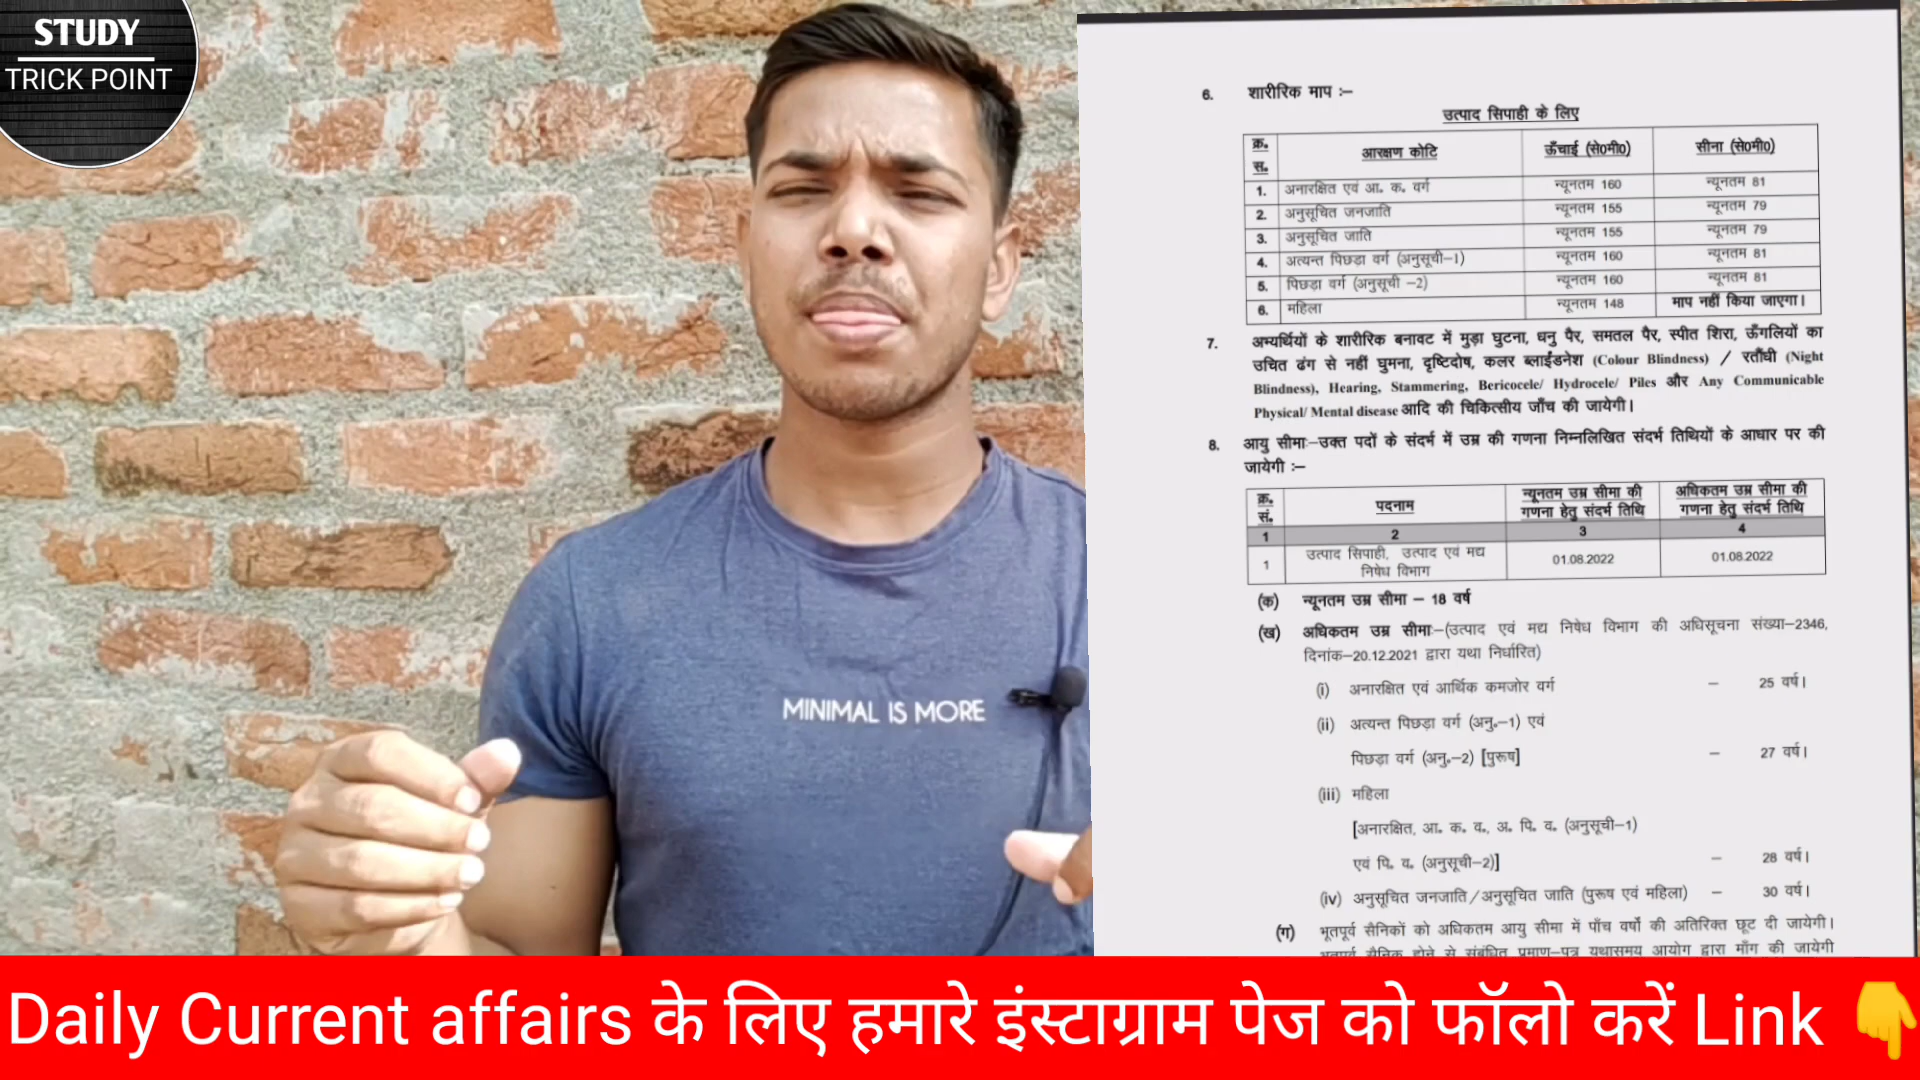 STUDY
TRICK POINT
6. शारीरिक माप :–
उत्पाद सिपाही के लिए
क्र. स. आरक्षण कोटि ऊँचाई (से0मी0) सीना (से0मी0)
1. अनारक्षित एवं आ. क. वर्ग न्यूनतम 160 न्यूनतम 81
2. अनुसूचित जनजाति न्यूनतम 155 न्यूनतम 79
3. अनुसूचित जाति न्यूनतम 155 न्यूनतम 79
4. अत्यन्त पिछड़ा वर्ग (अनुसूची–1) न्यूनतम 160 न्यूनतम 81
5. पिछड़ा वर्ग (अनुसूची –2) न्यूनतम 160 न्यूनतम 81
6. महिला न्यूनतम 148 माप नहीं किया जाएगा।
7. अभ्यर्थियों के शारीरिक बनावट में मुड़ा घुटना, धनु पैर, समतल पैर, स्पीत शिरा, ऊँगलियों का
उचित ढंग से नहीं घुमना, दृष्टिदोष, कलर ब्लाईंडनेश (Colour Blindness) / रतौंधी (Night
Blindness), Hearing, Stammering, Bericocele/ Hydrocele/ Piles और Any Communicable
Physical/ Mental disease आदि की चिकित्सीय जाँच की जायेगी।
8. आयु सीमाः–उक्त पदों के संदर्भ में उम्र की गणना निम्नलिखित संदर्भ तिथियों के आधार पर की
जायेगी :–
क्र. सं. पदनाम न्यूनतम उम्र सीमा की गणना हेतु संदर्भ तिथि अधिकतम उम्र सीमा की गणना हेतु संदर्भ तिथि
1 2 3 4
1 उत्पाद सिपाही, उत्पाद एवं मद्य निषेध विभाग 01.08.2022 01.08.2022
(क) न्यूनतम उम्र सीमा – 18 वर्ष
(ख) अधिकतम उम्र सीमाः–(उत्पाद एवं मद्य निषेध विभाग की अधिसूचना संख्या–2346,
दिनांक–20.12.2021 द्वारा यथा निर्धारित)
(i) अनारक्षित एवं आर्थिक कमजोर वर्ग – 25 वर्ष।
(ii) अत्यन्त पिछड़ा वर्ग (अनु.–1) एवं
पिछड़ा वर्ग (अनु.–2) [पुरूष] – 27 वर्ष।
(iii) महिला
[अनारक्षित, आ. क. व., अ. पि. व. (अनुसूची–1)
एवं पि. व. (अनुसूची–2)] – 28 वर्ष।
(iv) अनुसूचित जनजाति/अनुसूचित जाति (पुरूष एवं महिला) – 30 वर्ष।
(ग) भूतपूर्व सैनिकों को अधिकतम आयु सीमा में पाँच वर्षों की अतिरिक्त छूट दी जायेगी।
भूतपूर्व सैनिक होने से संबंधित प्रमाण–पत्र यथासमय आयोग द्वारा माँग की जायेगी
MINIMAL IS MORE
Daily Current affairs के लिए हमारे इंस्टाग्राम पेज को फॉलो करें Link 👇